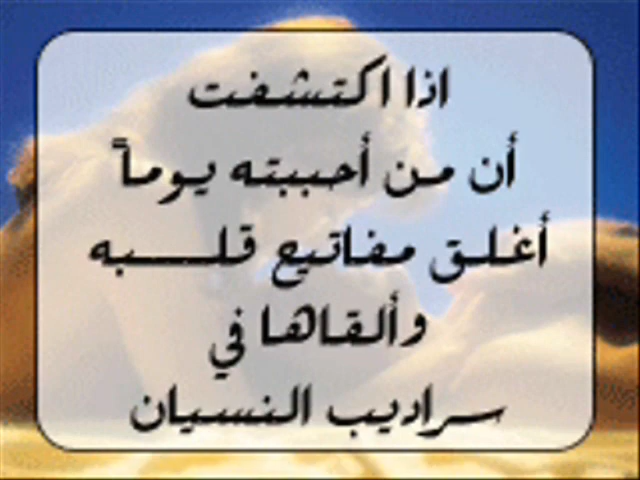 اذا اكتشفت
أن من أحببته يوماً
أغلق مفاتيح قلبه
وألقاها في
سراديب النسيان